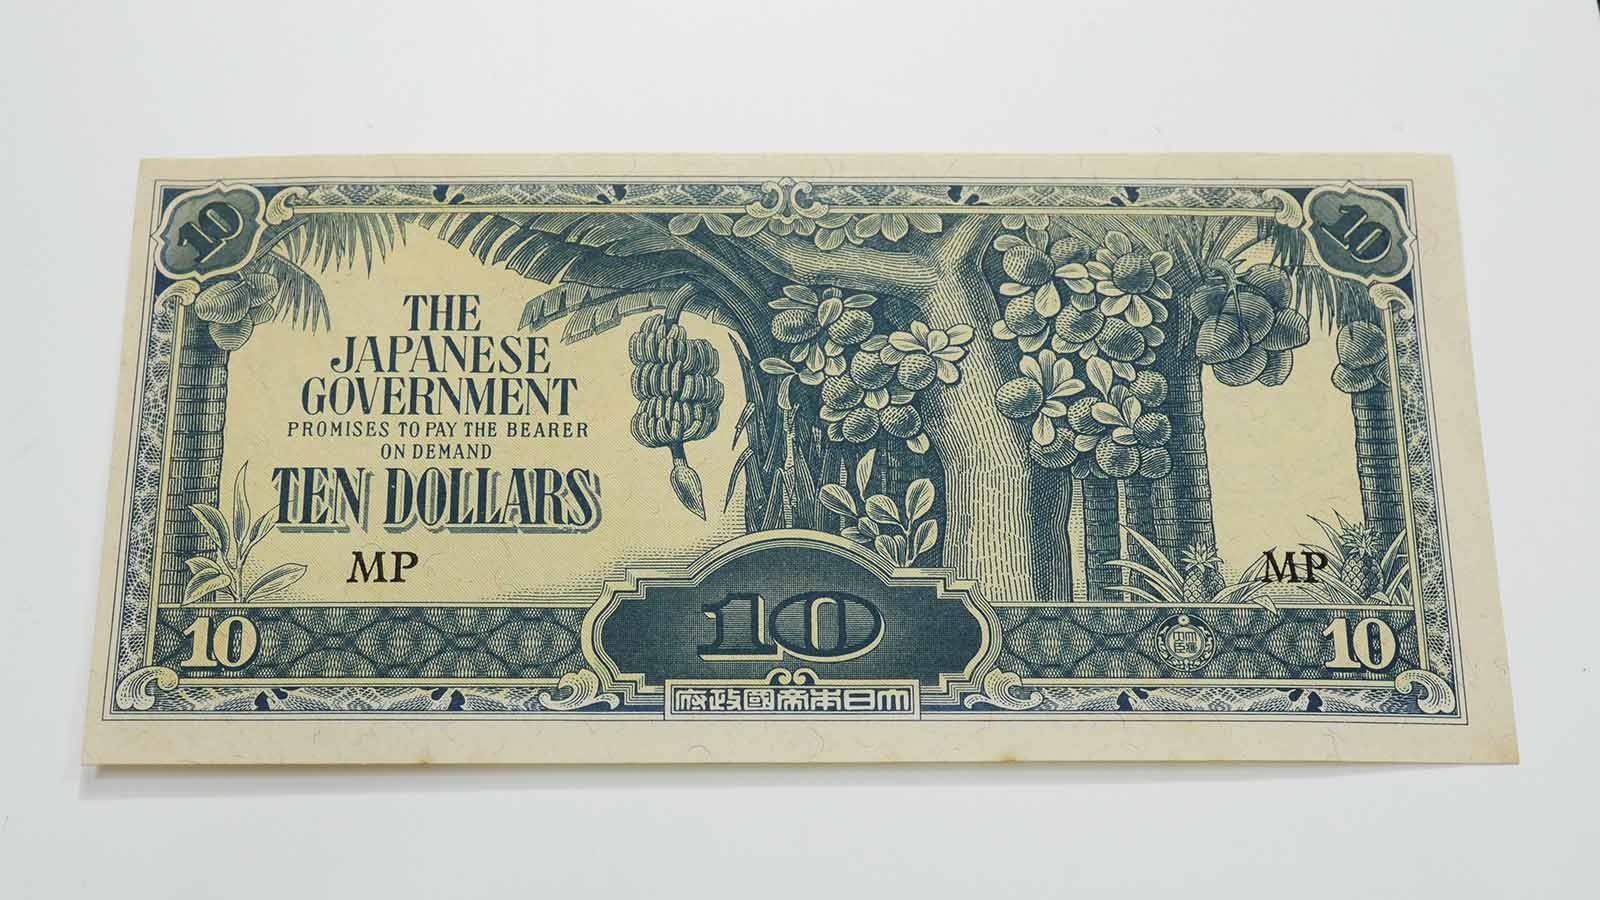 10
10
THE
JAPANESE
GOVERNMENT
PROMISES TO PAY THE BEARER
ON DEMAND
TEN DOLLARS
MP
MP
10
10
10
府政國帝本日大